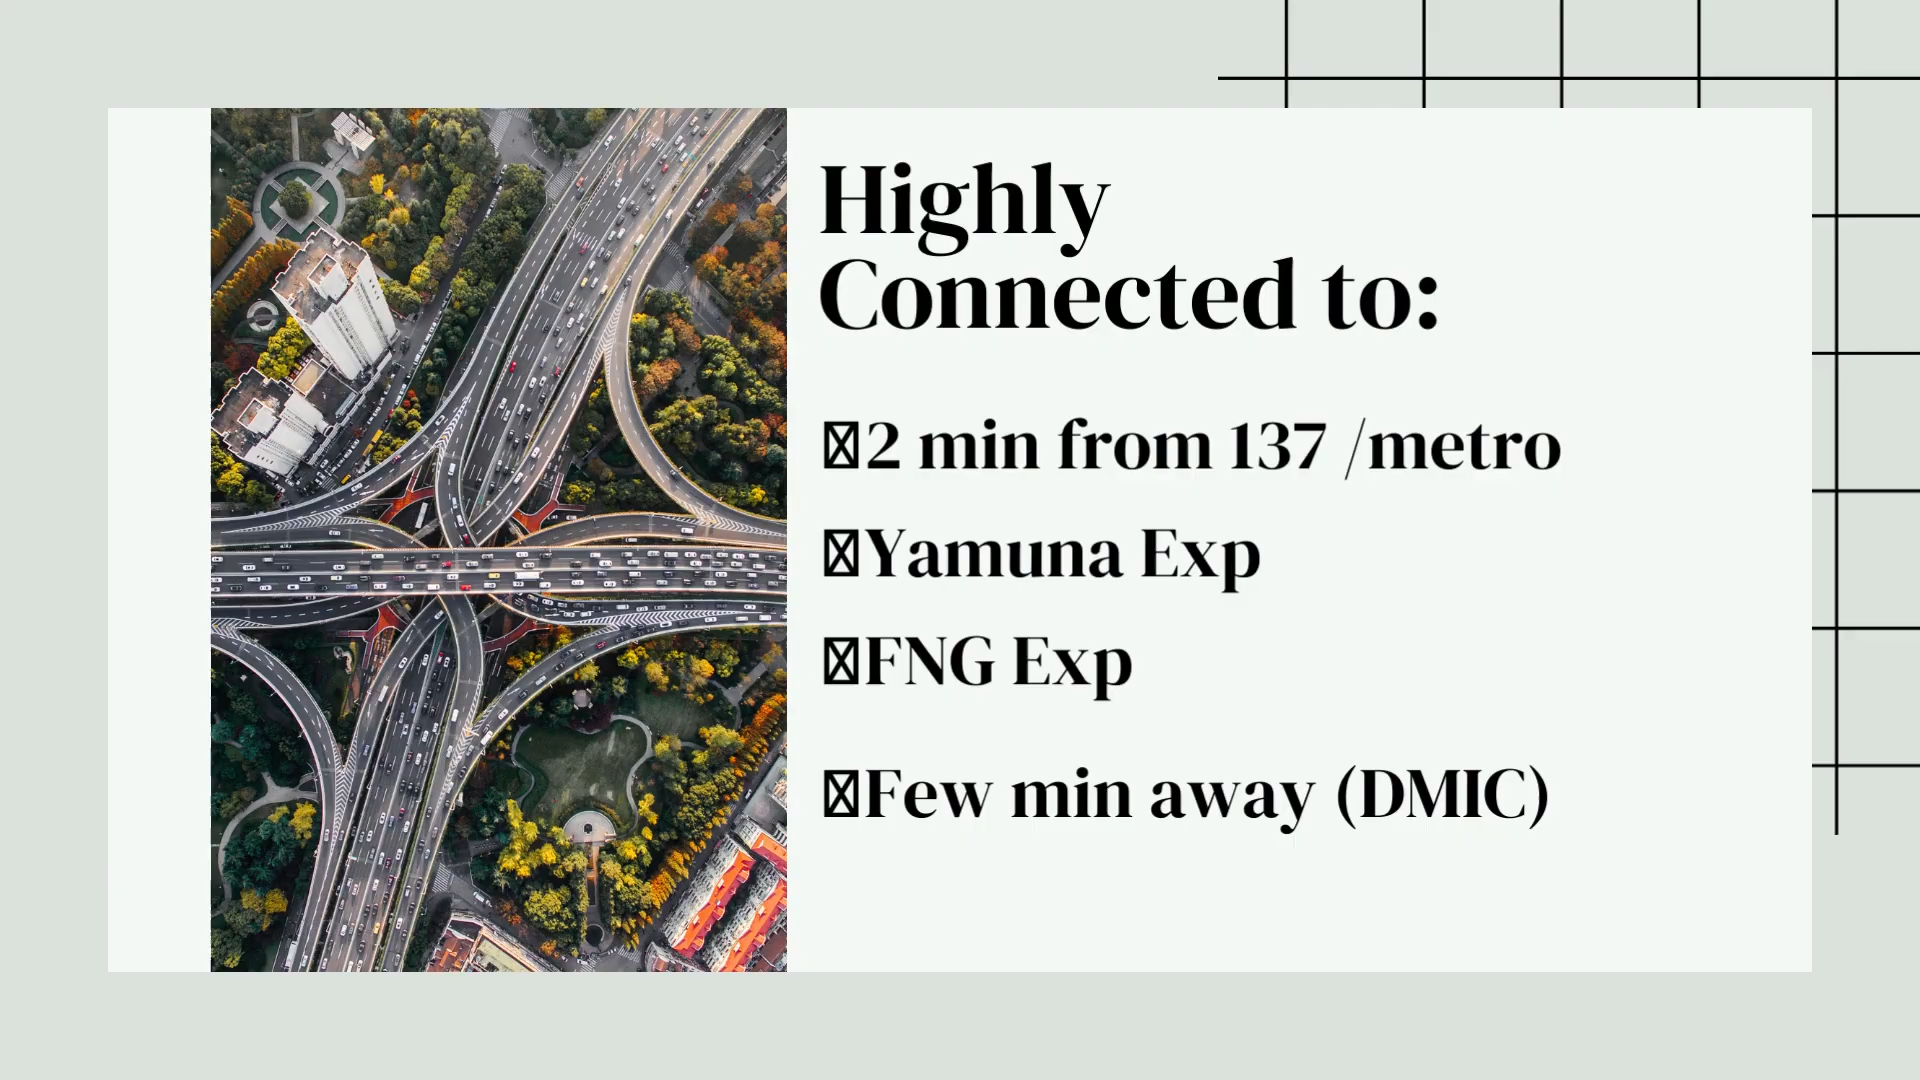 Highly
Connected to:
2 min from 137 /metro
Yamuna Exp
FNG Exp
Few min away (DMIC)